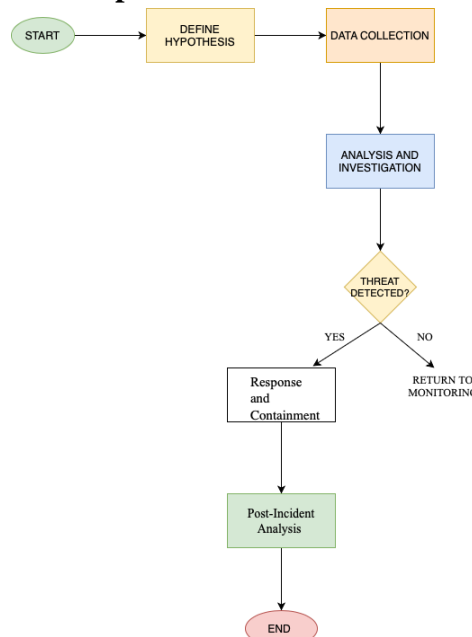 START
DEFINE
HYPOTHESIS
DATA COLLECTION
ANALYSIS AND
INVESTIGATION
THREAT
DETECTED?
YES
NO
Response
and
Containment
RETURN TO
MONITORING
Post-Incident
Analysis
END